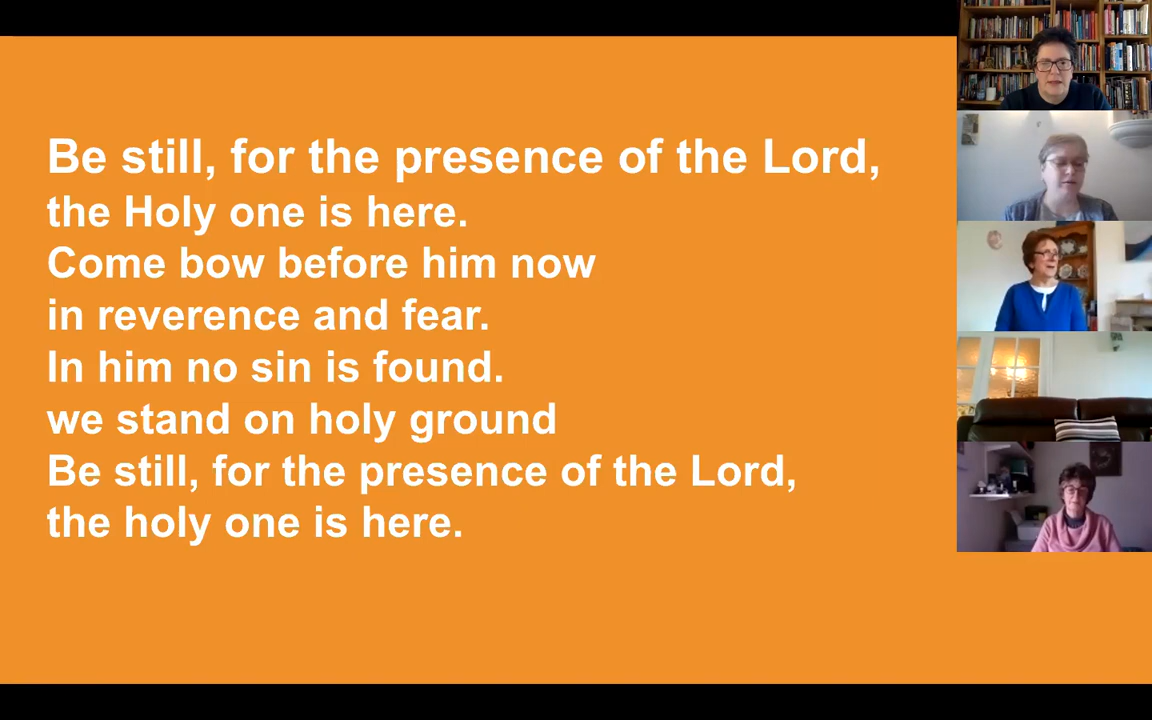 Be still, for the presence of the Lord,
the Holy one is here.
Come bow before him now
in reverence and fear.
In him no sin is found.
we stand on holy ground
Be still, for the presence of the Lord,
the holy one is here.